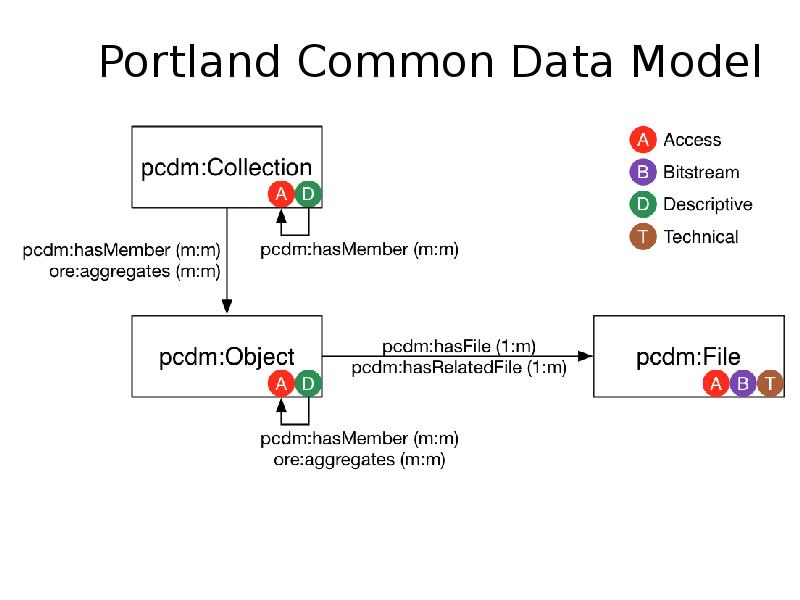 Portland Common Data Model
pcdm:Collection
A D
pcdm:hasMember (m:m)
pcdm:hasMember (m:m)
ore:aggregates (m:m)
A Access
B Bitstream
D Descriptive
T Technical
pcdm:Object
A D
pcdm:hasFile (1:m)
pcdm:hasRelatedFile (1:m)
pcdm:File
A B T
pcdm:hasMember (m:m)
ore:aggregates (m:m)